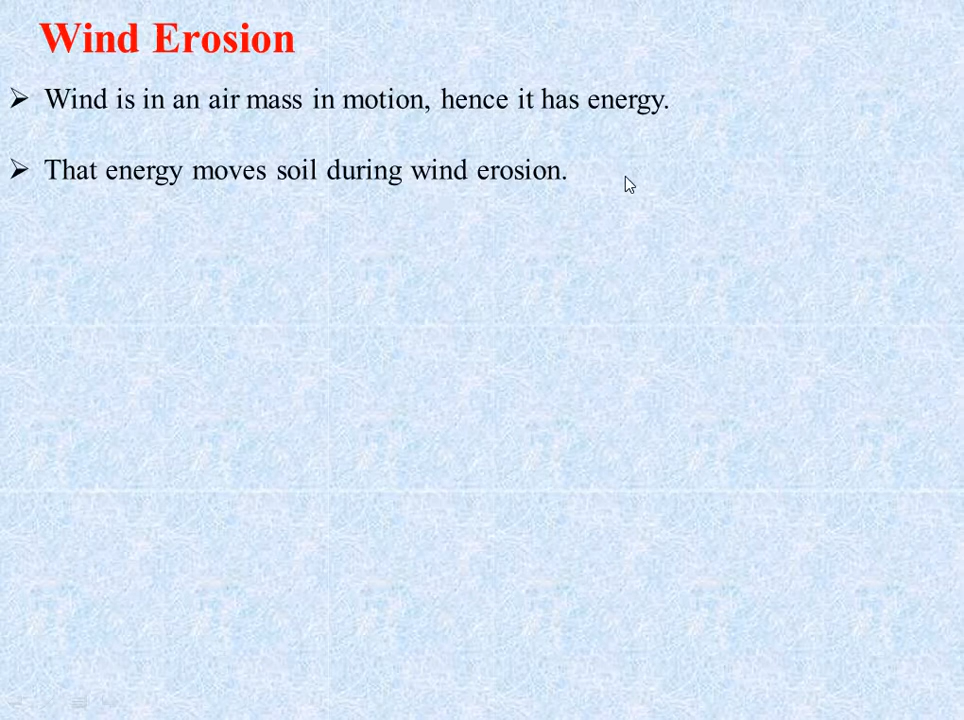 Wind Erosion
Wind is in an air mass in motion, hence it has energy.
That energy moves soil during wind erosion.